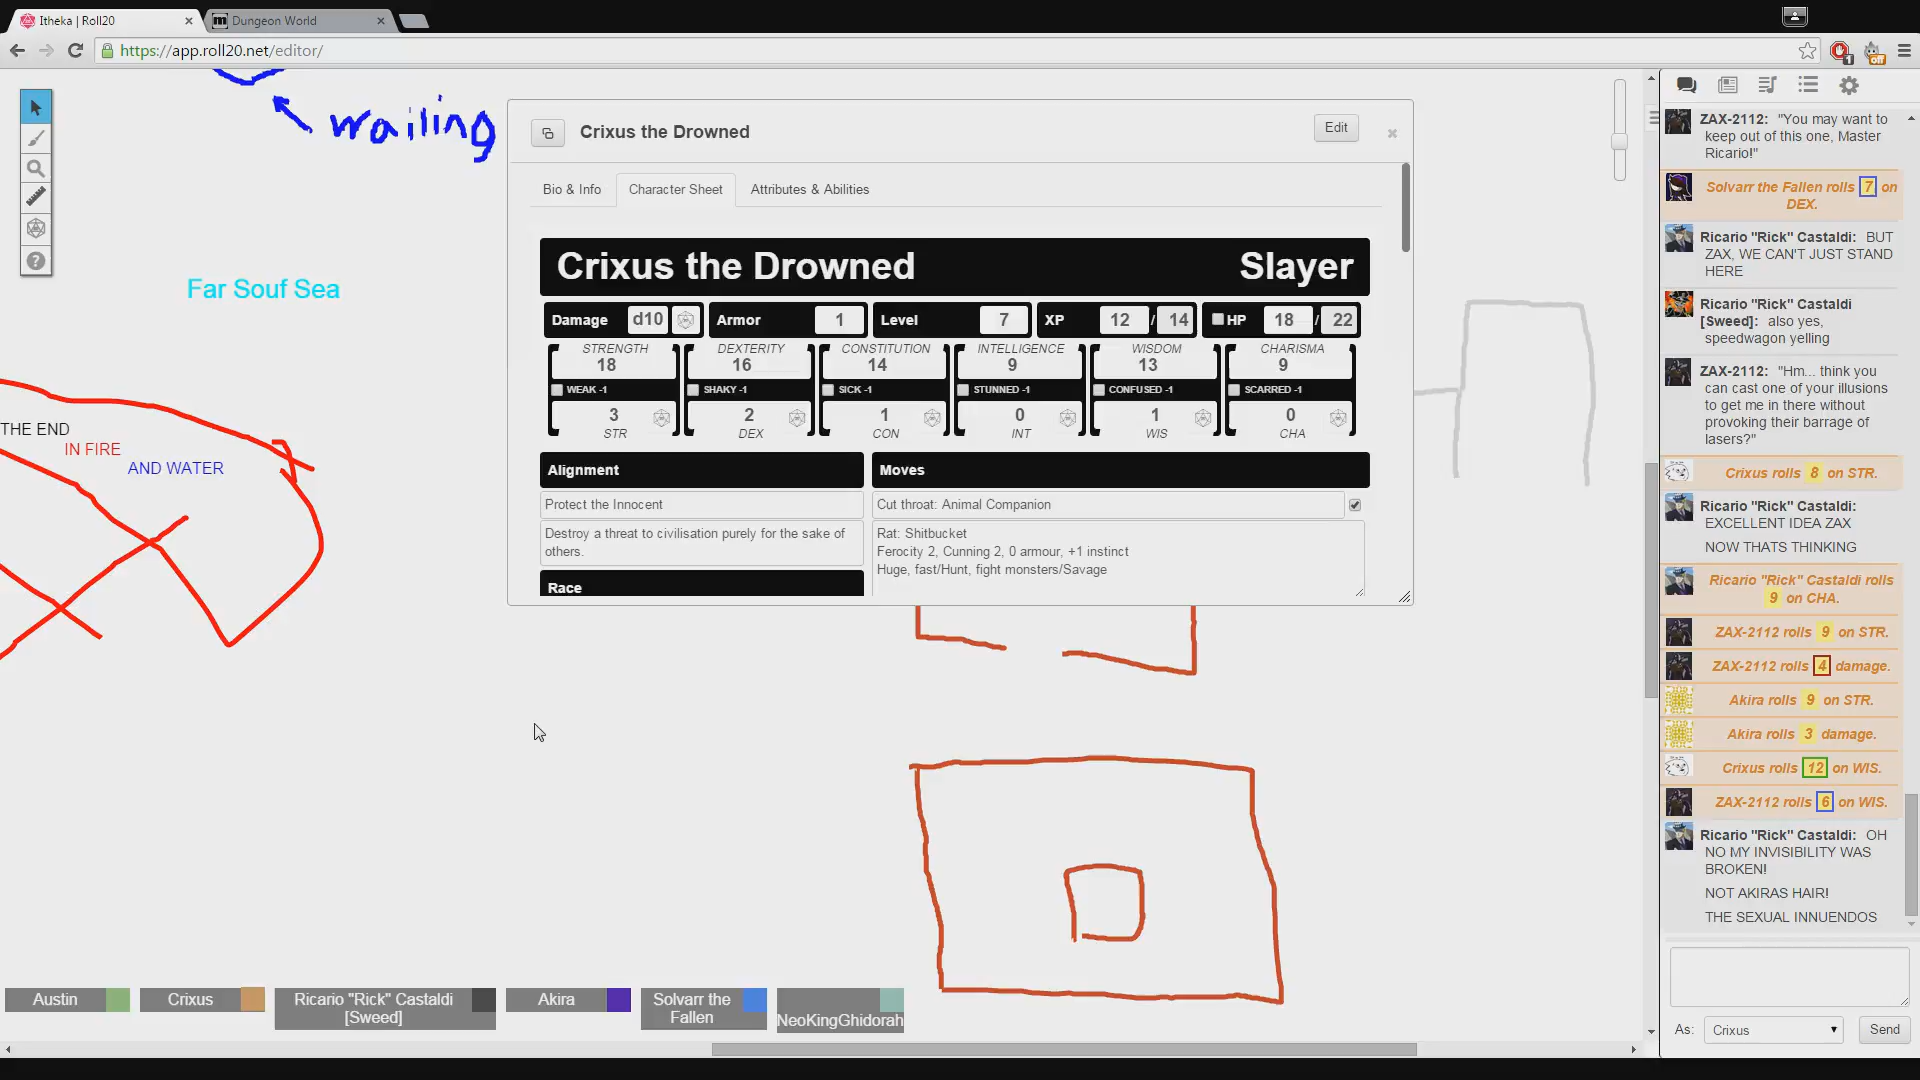 Itheka | Roll20
Dungeon World
https://app.roll20.net/editor/
wailing
Far Souf Sea
THE END
IN FIRE
AND WATER
Crixus the Drowned
Edit
Bio & Info
Character Sheet
Attributes & Abilities
Crixus the Drowned
Slayer
Damage d10
Armor 1
Level 7
XP 12 / 14
HP 18 / 22
STRENGTH DEXTERITY CONSTITUTION INTELLIGENCE WISDOM CHARISMA
18 16 14 9 13 9
WEAK -1 SHAKY -1 SICK -1 STUNNED -1 CONFUSED -1 SCARRED -1
3 2 1 0 1 0
STR DEX CON INT WIS CHA
Alignment
Protect the Innocent
Destroy a threat to civilisation purely for the sake of
others.
Race
Moves
Cut throat: Animal Companion
Rat: Shitbucket
Ferocity 2, Cunning 2, 0 armour, +1 instinct
Huge, fast/Hunt, fight monsters/Savage
Austin
Crixus
Ricario "Rick" Castaldi
[Sweed]
Akira
Solvarr the
Fallen
NeoKingGhidorah
ZAX-2112: "You may want to
keep out of this one, Master
Ricario!"
Solvarr the Fallen rolls 7 on
DEX.
Ricario "Rick" Castaldi: BUT
ZAX, WE CAN'T JUST STAND
HERE
Ricario "Rick" Castaldi
[Sweed]: also yes,
speedwagon yelling
ZAX-2112: "Hm... think you
can cast one of your illusions
to get me in there without
provoking their barrage of
lasers?"
Crixus rolls 8 on STR.
Ricario "Rick" Castaldi:
EXCELLENT IDEA ZAX
NOW THATS THINKING
Ricario "Rick" Castaldi rolls
9 on CHA.
ZAX-2112 rolls 9 on STR.
ZAX-2112 rolls 4 damage.
Akira rolls 9 on STR.
Akira rolls 3 damage.
Crixus rolls 12 on WIS.
ZAX-2112 rolls 6 on WIS.
Ricario "Rick" Castaldi: OH
NO MY INVISIBILITY WAS
BROKEN!
NOT AKIRAS HAIR!
THE SEXUAL INNUENDOS
As: Crixus
Send